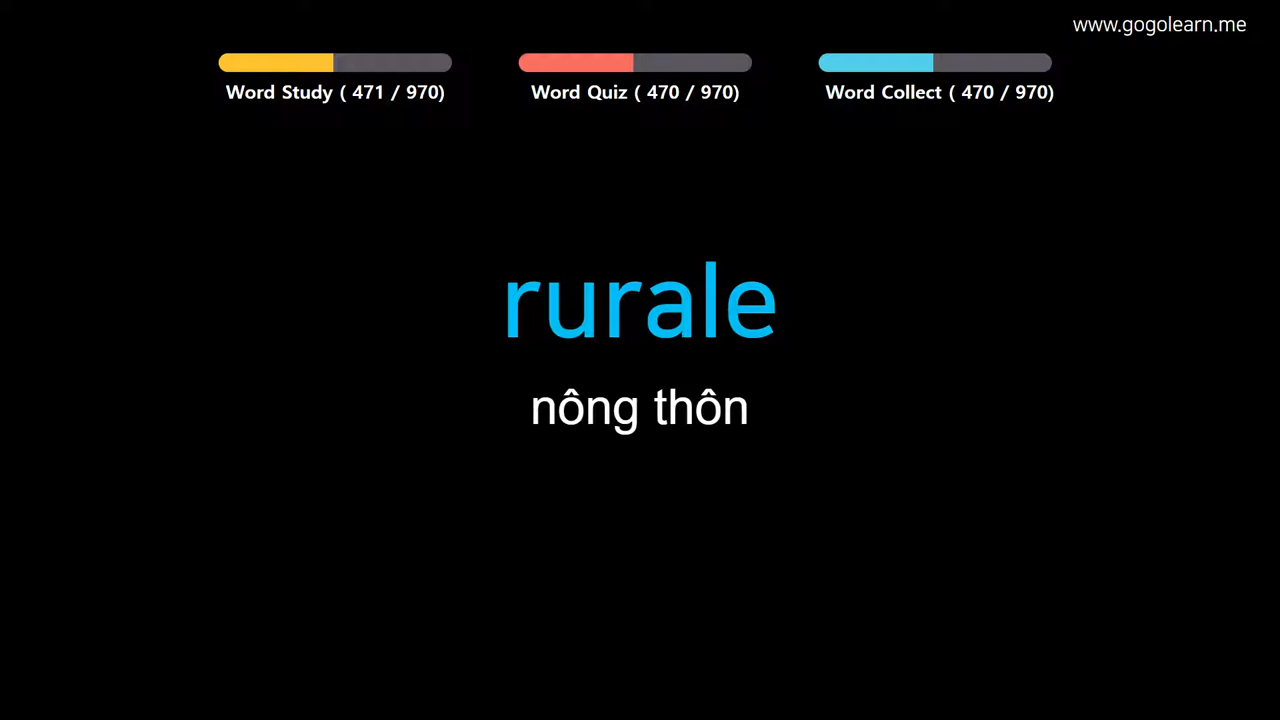 www.gogolearn.me
Word Study ( 471 / 970)
Word Quiz ( 470 / 970)
Word Collect ( 470 / 970)
rurale
nông thôn